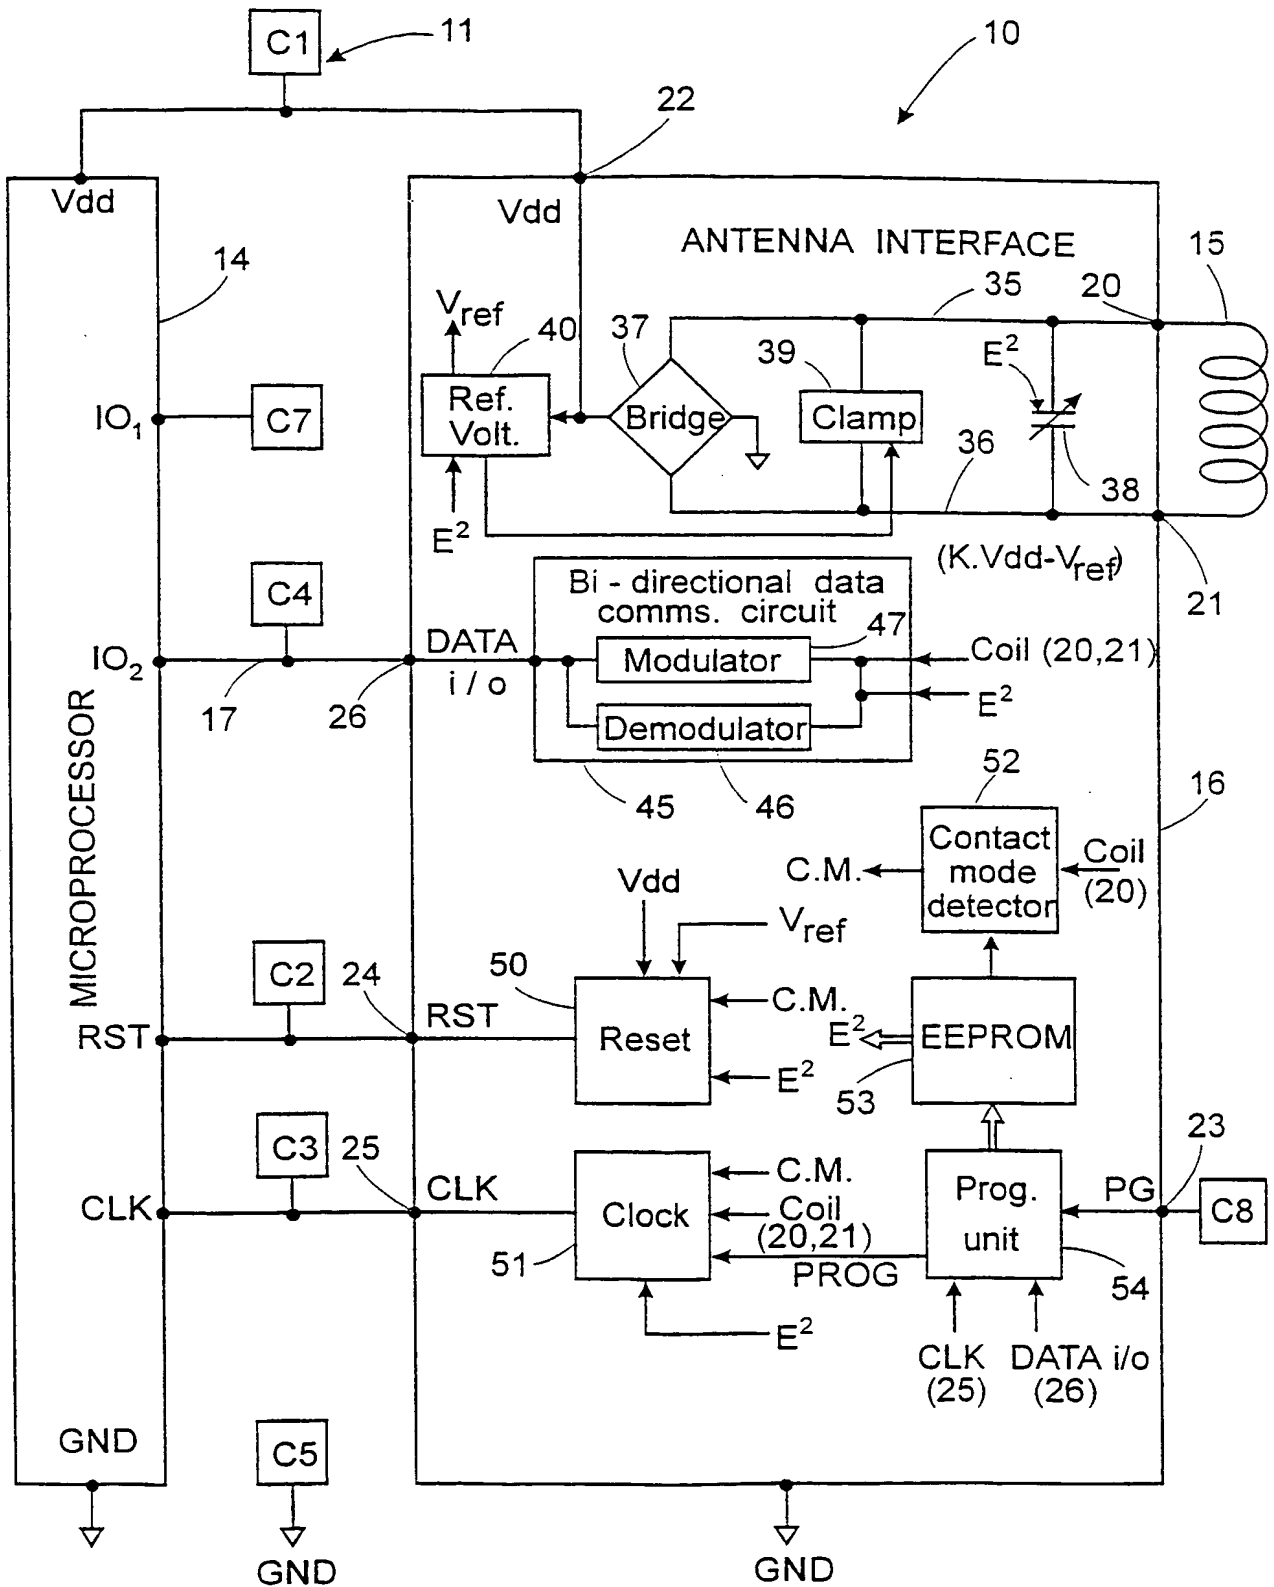 C1
11
10
22
Vdd
Vdd
ANTENNA INTERFACE
14
15
Vref
40
37
35
20
39
E²
IO₁
C7
Ref.
Volt.
Bridge
Clamp
36
38
E²
(K.Vdd-Vref)
21
C4
Bi - directional data
comms. circuit
47
IO₂
DATA
i / o
Modulator
Coil (20,21)
17
26
E²
Demodulator
45
46
52
16
MICROPROCESSOR
Contact
mode
detector
C.M.
Coil
(20)
Vdd
Vref
C2
24
50
RST
RST
Reset
C.M.
E²
E²
EEPROM
53
C3
25
23
CLK
CLK
Clock
C.M.
Coil
(20,21)
51
PROG
Prog.
unit
PG
C8
54
E²
CLK
(25)
DATA i/o
(26)
GND
C5
GND
GND